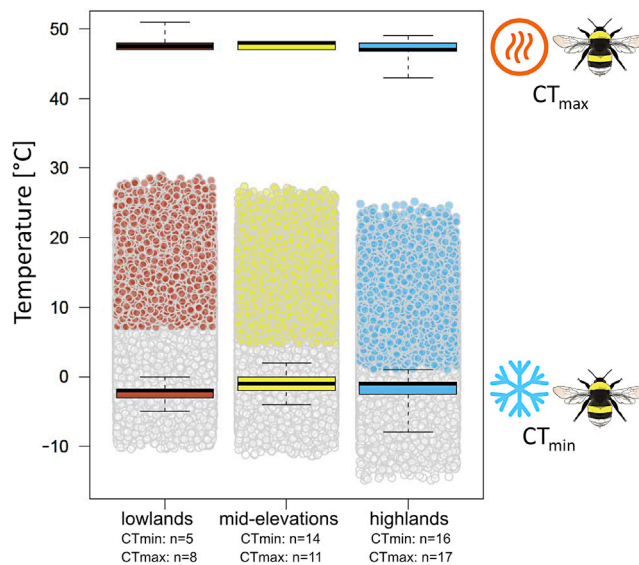 Temperature [°C]
50
40
30
20
10
0
-10
CTmax
CTmin
lowlands
CTmin: n=5
CTmax: n=8
mid-elevations
CTmin: n=14
CTmax: n=11
highlands
CTmin: n=16
CTmax: n=17